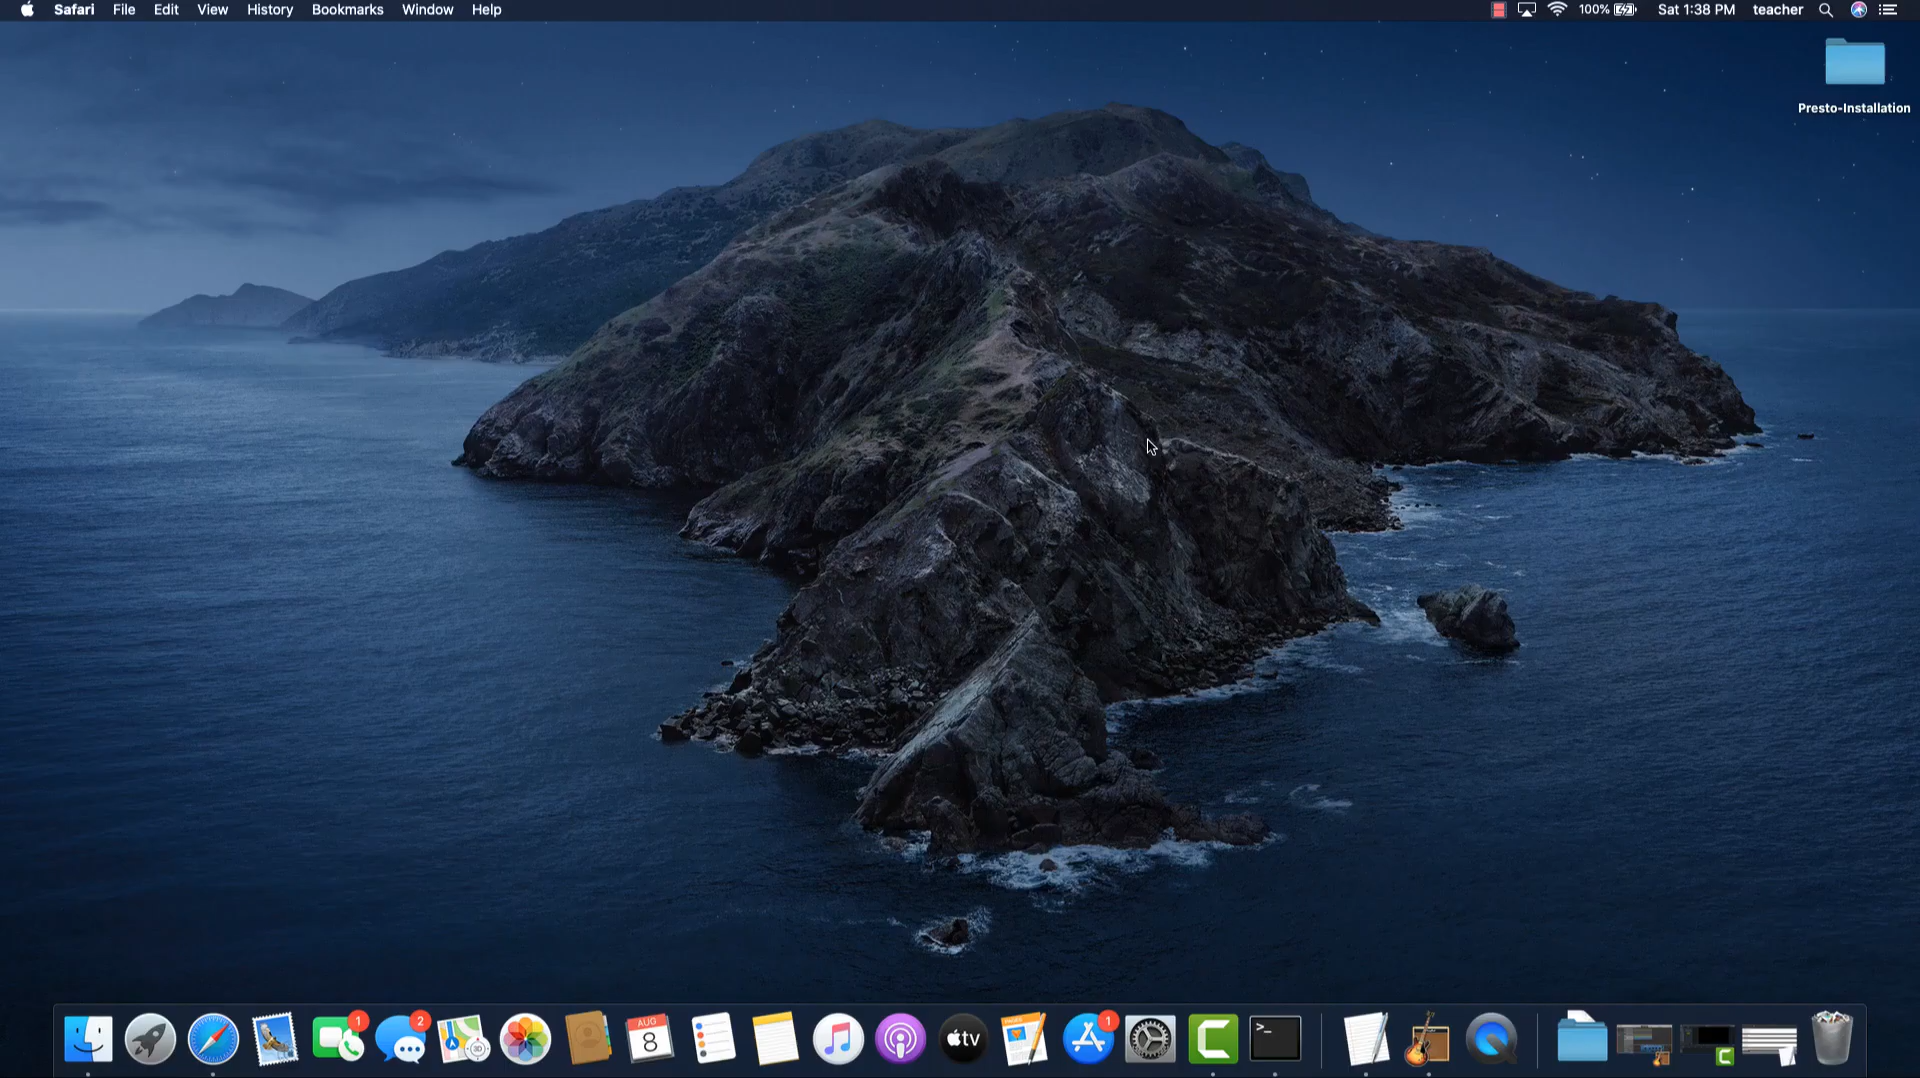 Safari File Edit View History Bookmarks Window Help 100% Sat 1:38 PM teacher
Presto-Installation
1
2
3D
AUG
8
tv
1
>_